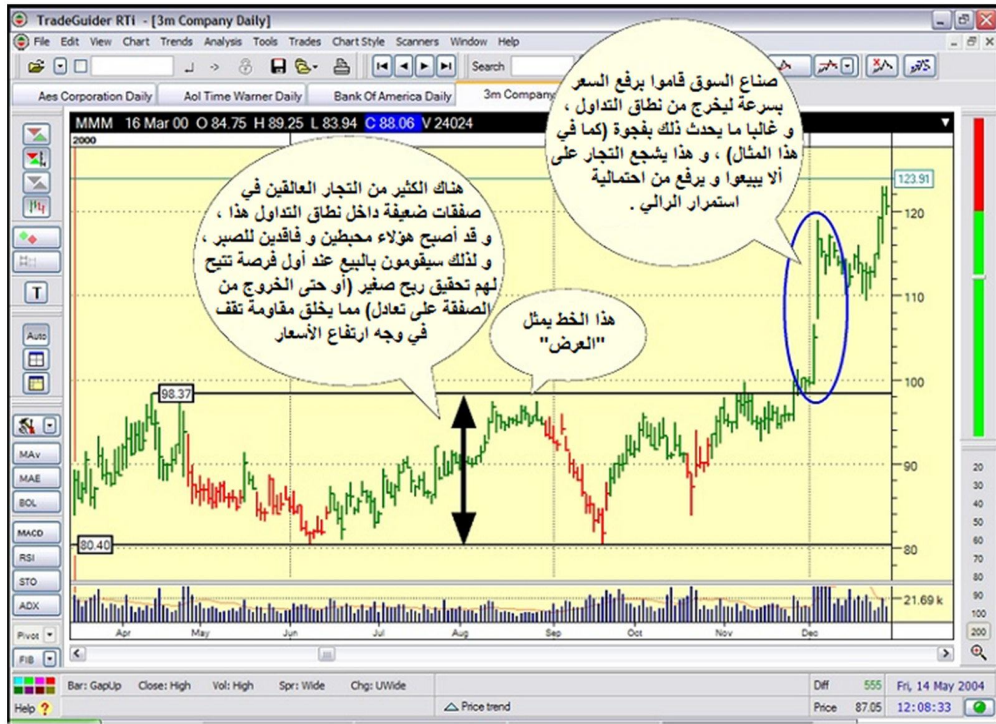 TradeGuider RTi - [3m Company Daily]
File Edit View Chart Trends Analysis Tools Trades Chart Style Scanners Window Help
Search
Aes Corporation Daily Aol Time Warner Daily Bank Of America Daily 3m Company
MMM 16 Mar 00 O 84.75 H 89.25 L 83.94 C 88.06 V 24024
2000
صناع السوق قاموا برفع السعر
بسرعة ليخرج من نطاق التداول ،
و غالبا ما يحدث ذلك بفجوة (كما في
هذا المثال) ، و هذا يشجع التجار على
ألا يبيعوا و يرفع من احتمالية
استمرار الرالي .
هناك الكثير من التجار العالقين في
صفقات ضعيفة داخل نطاق التداول هذا ،
و قد أصبح هؤلاء محبطين و فاقدين للصبر ،
و لذلك سيقومون بالبيع عند أول فرصة تتيح
لهم تحقيق ربح صغير (أو حتى الخروج من
الصفقة على تعادل) مما يخلق مقاومة تقف
في وجه ارتفاع الأسعار
هذا الخط يمثل
"العرض"
123.91
120
110
100
90
80
98.37
80.40
21.69 k
T
Auto
MAv
MAE
BOL
MACD
RSI
STO
ADX
Pivot
FIB
20
30
40
50
60
70
80
90
100
200
Apr May Jun Jul Aug Sep Oct Nov Dec
Bar: GapUp Close: High Vol: High Spr: Wide Chg: UWide Diff 555 Fri, 14 May 2004
Help ? Price trend Price 87.05 12:08:33